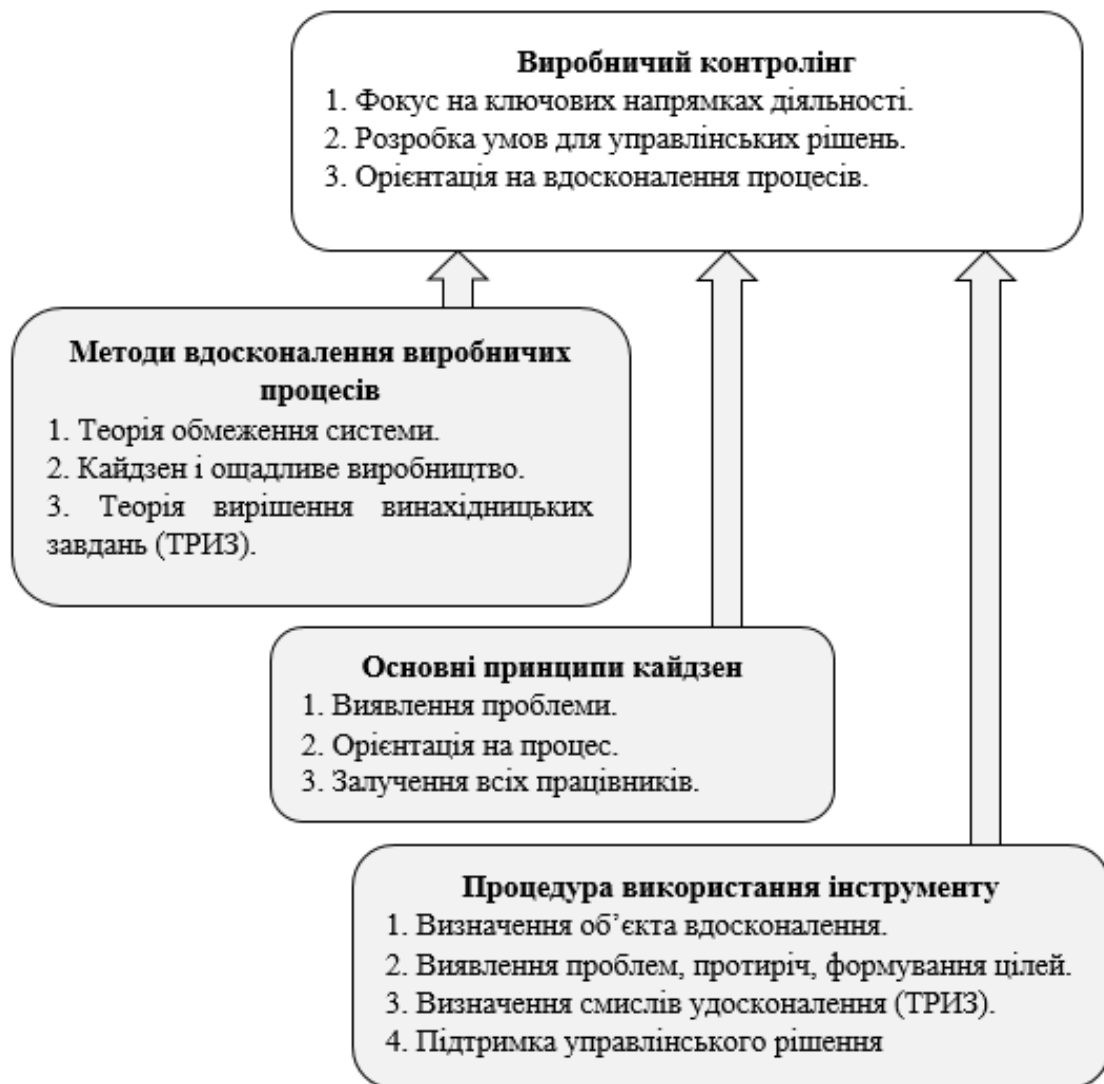 Виробничий контролінг
1. Фокус на ключових напрямках діяльності.
2. Розробка умов для управлінських рішень.
3. Орієнтація на вдосконалення процесів.
Методи вдосконалення виробничих
процесів
1. Теорія обмеження системи.
2. Кайдзен і ощадливе виробництво.
3. Теорія вирішення винахідницьких
завдань (ТРИЗ).
Основні принципи кайдзен
1. Виявлення проблеми.
2. Орієнтація на процес.
3. Залучення всіх працівників.
Процедура використання інструменту
1. Визначення об’єкта вдосконалення.
2. Виявлення проблем, протиріч, формування цілей.
3. Визначення смислів удосконалення (ТРИЗ).
4. Підтримка управлінського рішення